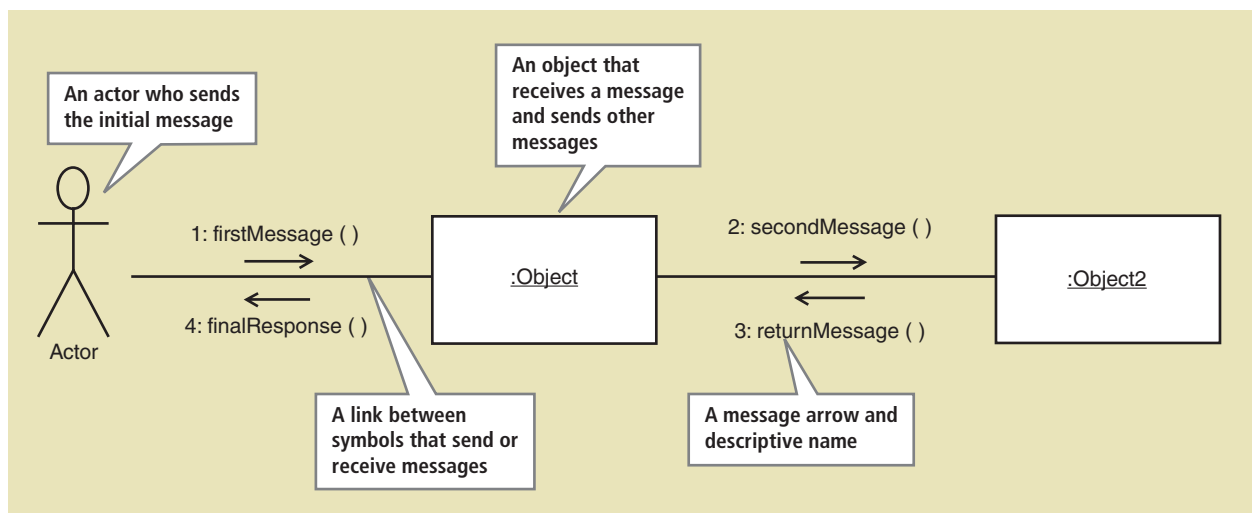 An actor who sends
the initial message
An object that
receives a message
and sends other
messages
1: firstMessage ( )
2: secondMessage ( )
:Object
:Object2
4: finalResponse ( )
3: returnMessage ( )
Actor
A link between
symbols that send or
receive messages
A message arrow and
descriptive name